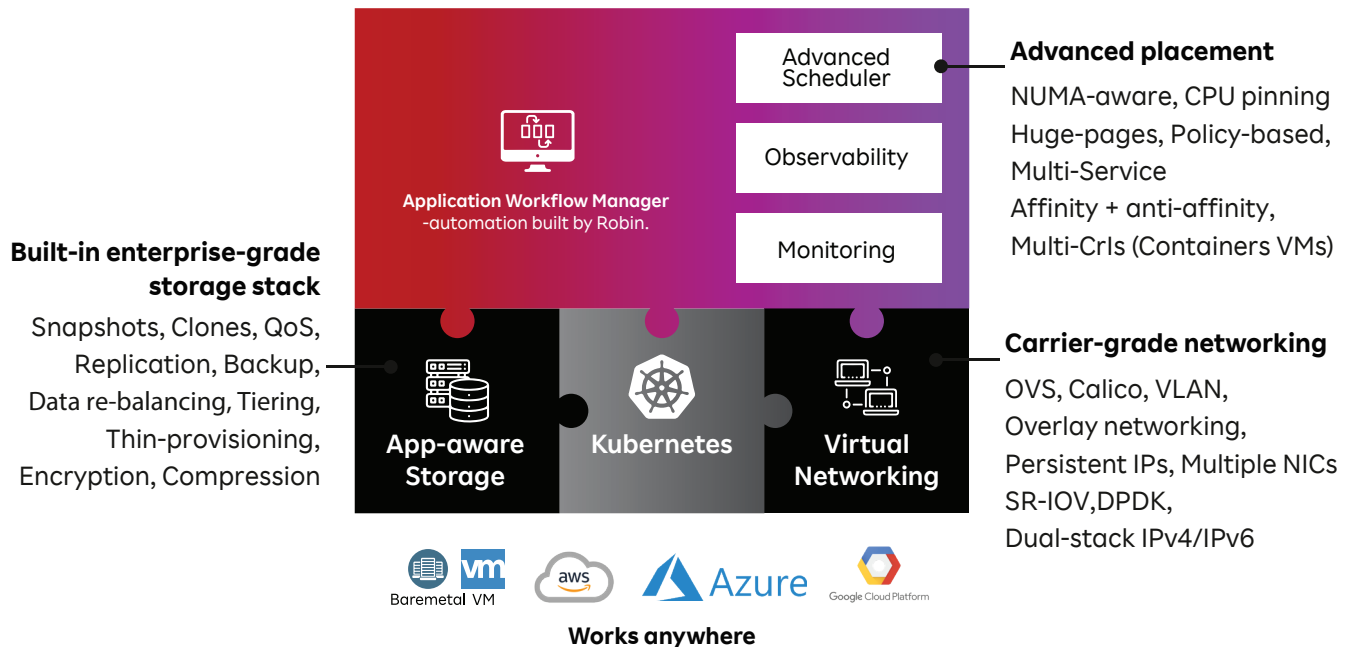 Advanced
Scheduler
Observability
Monitoring
Application Workflow Manager
-automation built by Robin.
Advanced placement
NUMA-aware, CPU pinning
Huge-pages, Policy-based,
Multi-Service
Affinity + anti-affinity,
Multi-CrIs (Containers VMs)
Built-in enterprise-grade
storage stack
Snapshots, Clones, QoS,
Replication, Backup,
Data re-balancing, Tiering,
Thin-provisioning,
Encryption, Compression
App-aware
Storage
Kubernetes
Virtual
Networking
Carrier-grade networking
OVS, Calico, VLAN,
Overlay networking,
Persistent IPs, Multiple NICs
SR-IOV,DPDK,
Dual-stack IPv4/IPv6
vm
Baremetal VM
aws
Azure
Google Cloud Platform
Works anywhere